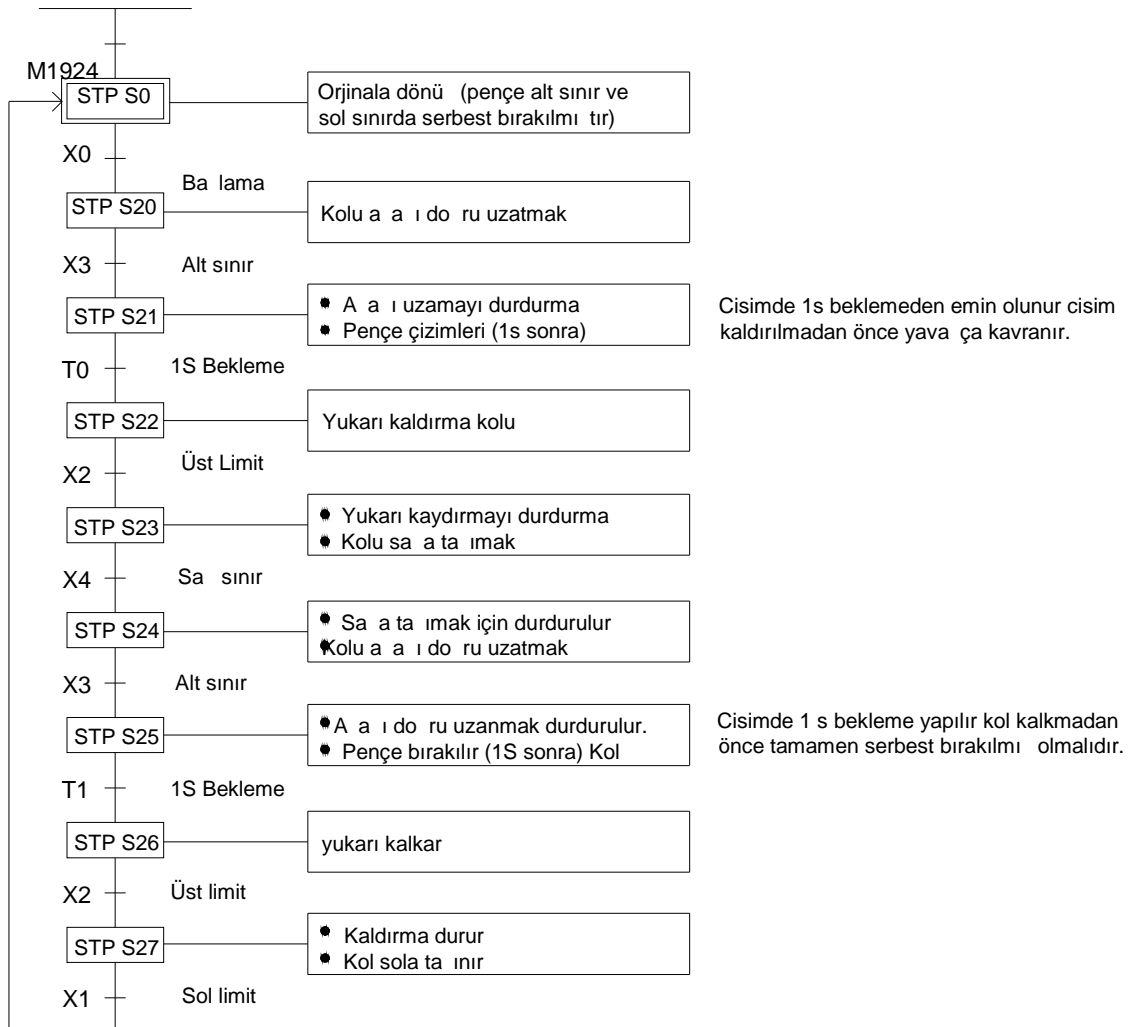 M1924
STP S0
Orjinala dönü (pençe alt sınır ve
sol sınırda serbest bırakılmı tır)
X0
Ba lama
STP S20
Kolu a a ı do ru uzatmak
X3
Alt sınır
STP S21
A a ı uzamayı durdurma
Pençe çizimleri (1s sonra)
Cisimde 1s beklemeden emin olunur cisim
kaldırılmadan önce yava ça kavranır.
T0
1S Bekleme
STP S22
Yukarı kaldırma kolu
X2
Üst Limit
STP S23
Yukarı kaydırmayı durdurma
Kolu sa a ta ımak
X4
Sa sınır
STP S24
Sa a ta ımak için durdurulur
Kolu a a ı do ru uzatmak
X3
Alt sınır
STP S25
A a ı do ru uzanmak durdurulur.
Pençe bırakılır (1S sonra) Kol
Cisimde 1 s bekleme yapılır kol kalkmadan
önce tamamen serbest bırakılmı olmalıdır.
T1
1S Bekleme
STP S26
yukarı kalkar
X2
Üst limit
STP S27
Kaldırma durur
Kol sola ta ınır
X1
Sol limit